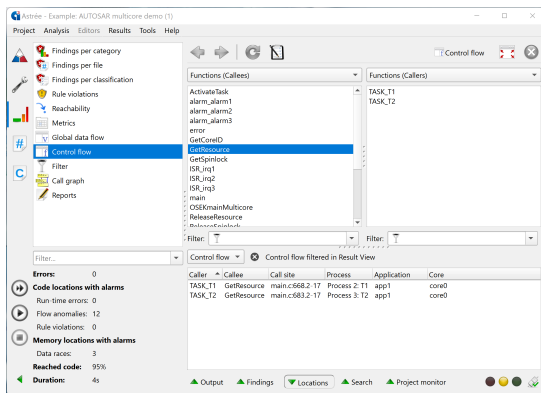 Astrée - Example: AUTOSAR multicore demo (1)
Project Analysis Editors Results Tools Help
Findings per category
Findings per file
Findings per classification
Rule violations
Reachability
Metrics
Global data flow
Control flow
Filter
Call graph
Reports
Control flow
Functions (Callees)
Functions (Callers)
ActivateTask
alarm_alarm1
alarm_alarm2
alarm_alarm3
error
GetCoreID
GetResource
GetSpinlock
ISR_irq1
ISR_irq2
ISR_irq3
main
OSEKmainMulticore
ReleaseResource
ReleaseSpinlock
TASK_T1
TASK_T2
Filter:
Filter:
Filter...
Control flow
Control flow filtered in Result View
Caller Callee Call site Process Application Core
TASK_T1 GetResource main.c:668.2-17 Process 2: T1 app1 core0
TASK_T2 GetResource main.c:683.2-17 Process 3: T2 app1 core0
Errors: 0
Code locations with alarms
Run-time errors: 0
Flow anomalies: 12
Rule violations: 0
Memory locations with alarms
Data races: 3
Reached code: 95%
Duration: 4s
Output Findings Locations Search Project monitor
#
C